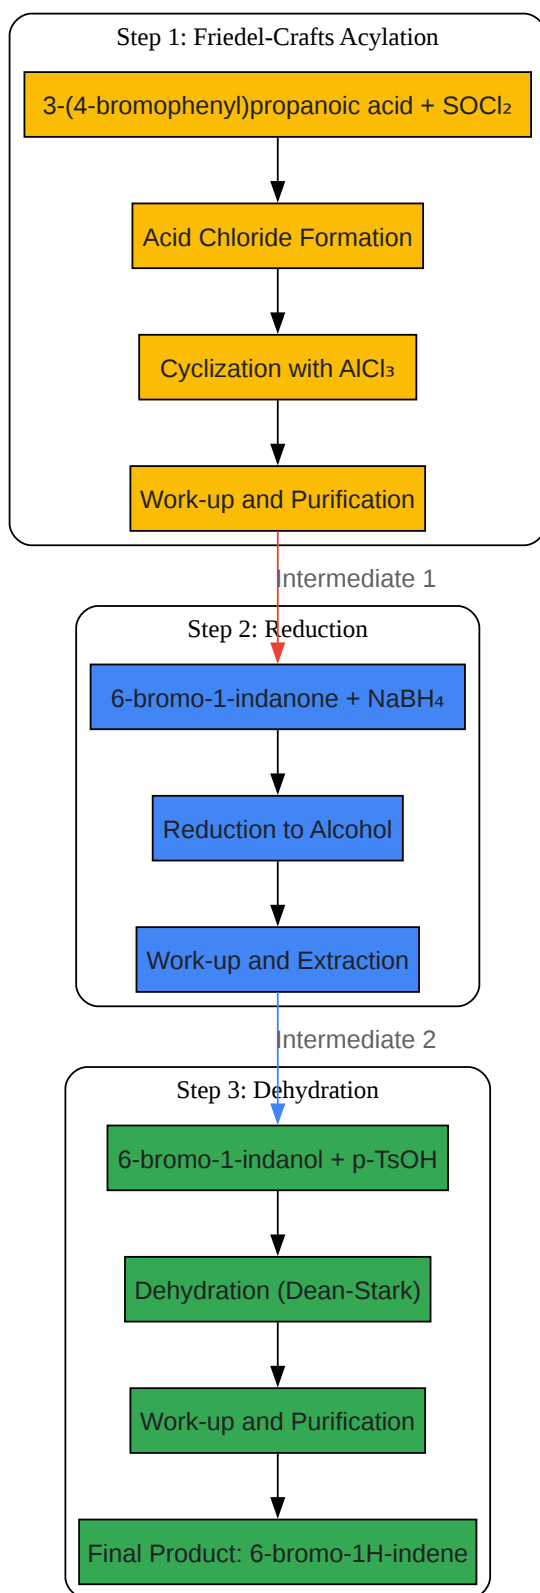 Step 1: Friedel-Crafts Acylation
3-(4-bromophenyl)propanoic acid + SOCl₂
Acid Chloride Formation
Cyclization with AlCl₃
Work-up and Purification
Intermediate 1
Step 2: Reduction
6-bromo-1-indanone + NaBH₄
Reduction to Alcohol
Work-up and Extraction
Intermediate 2
Step 3: Dehydration
6-bromo-1-indanol + p-TsOH
Dehydration (Dean-Stark)
Work-up and Purification
Final Product: 6-bromo-1H-indene